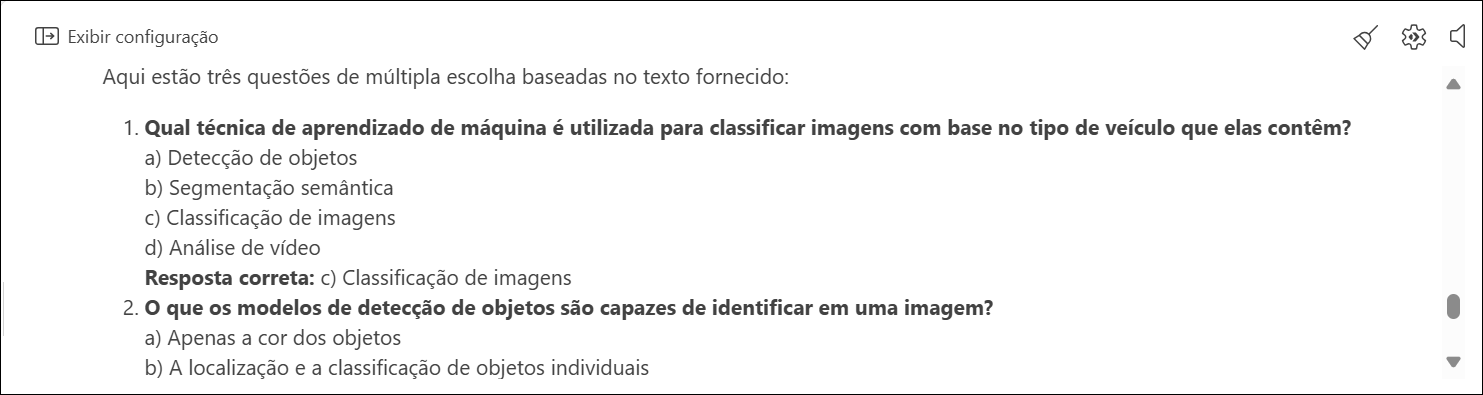 Exibir configuração
Aqui estão três questões de múltipla escolha baseadas no texto fornecido:
1. Qual técnica de aprendizado de máquina é utilizada para classificar imagens com base no tipo de veículo que elas contêm?
a) Detecção de objetos
b) Segmentação semântica
c) Classificação de imagens
d) Análise de vídeo
Resposta correta: c) Classificação de imagens
2. O que os modelos de detecção de objetos são capazes de identificar em uma imagem?
a) Apenas a cor dos objetos
b) A localização e a classificação de objetos individuais